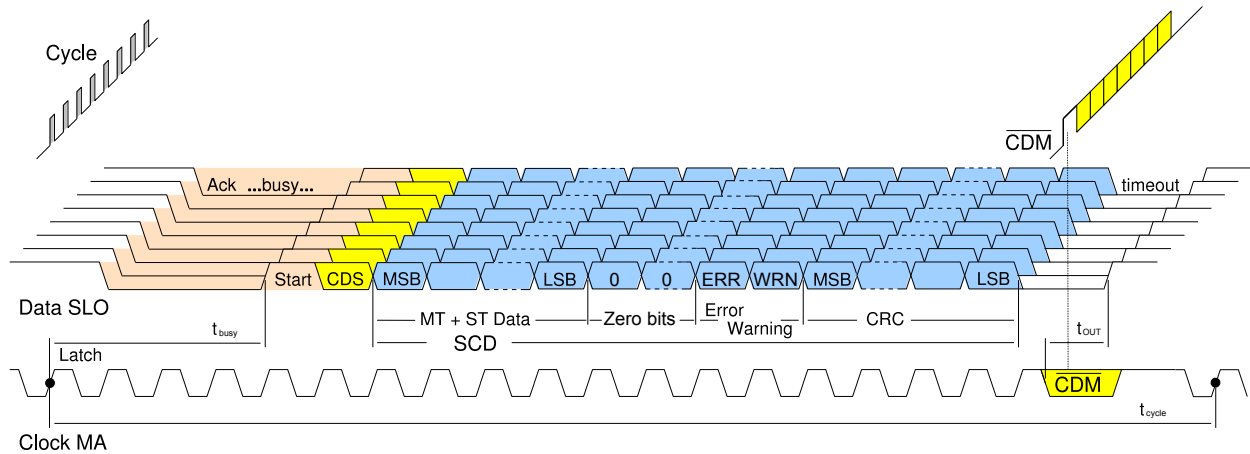 Cycle
CDM
Ack ...busy...
timeout
Start CDS MSB LSB 0 0 ERR WRN MSB LSB
Data SLO
t busy
MT + ST Data Zero bits Error Warning CRC
t OUT
SCD
Latch
CDM
t cycle
Clock MA